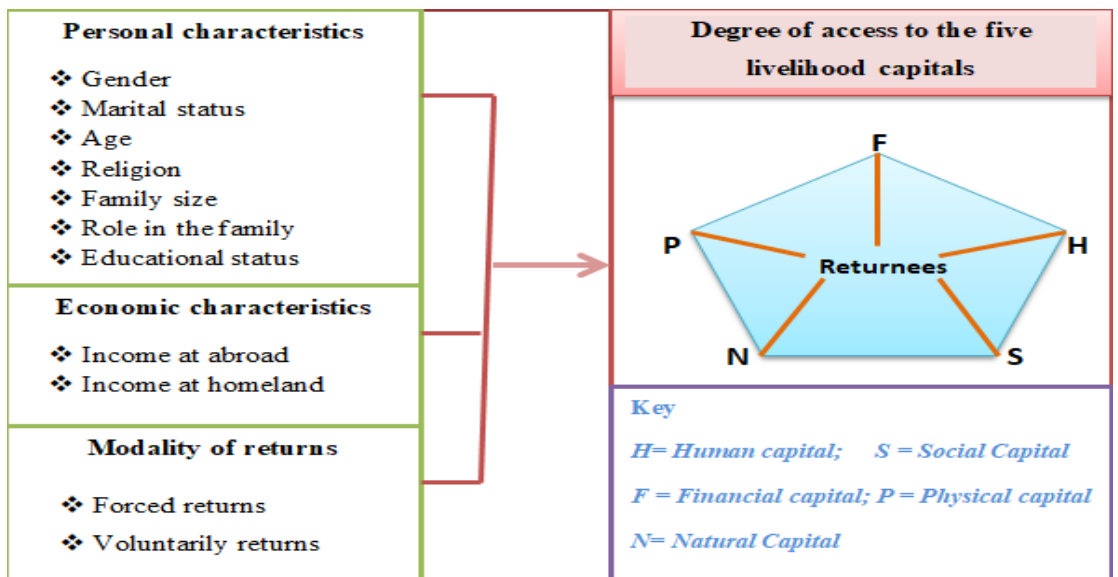 Personal characteristics
❖ Gender
❖ Marital status
❖ Age
❖ Religion
❖ Family size
❖ Role in the family
❖ Educational status
Economic characteristics
❖ Income at abroad
❖ Income at homeland
Modality of returns
❖ Forced returns
❖ Voluntarily returns
Degree of access to the five
livelihood capitals
F
P
H
Returnees
N
S
Key
H= Human capital; S = Social Capital
F = Financial capital; P = Physical capital
N= Natural Capital